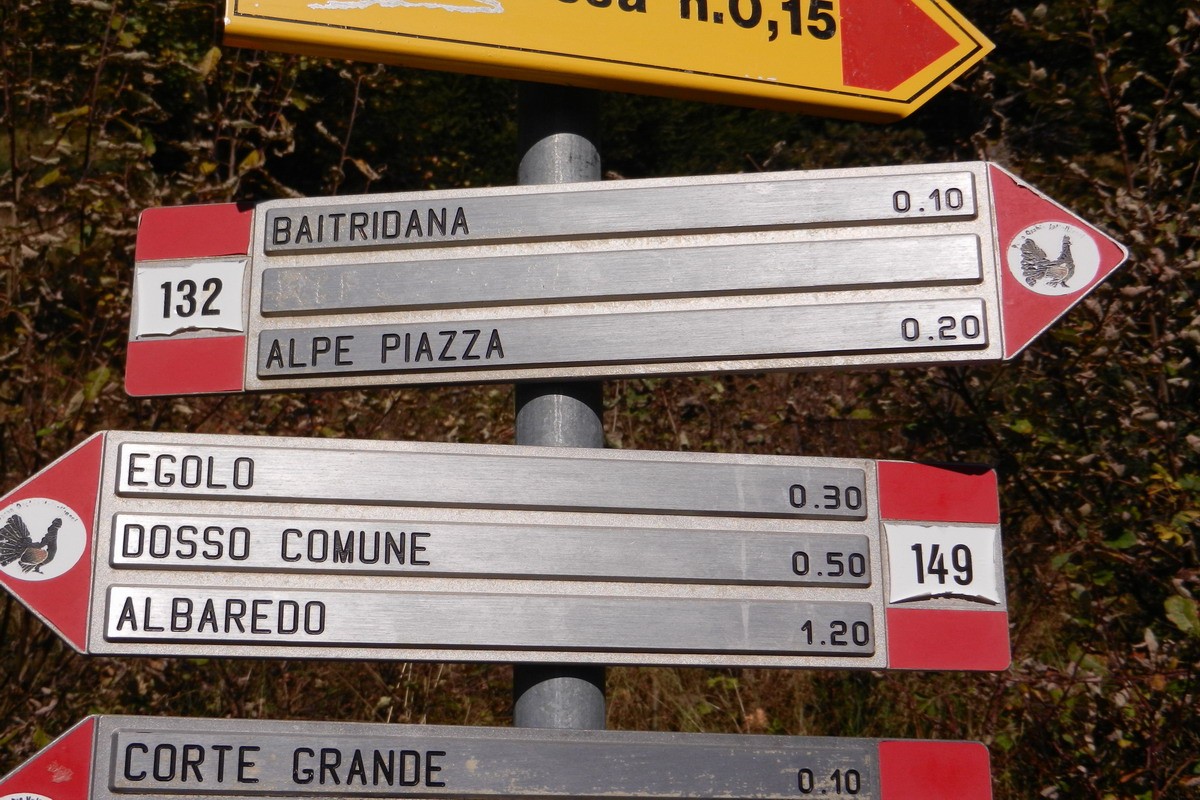 n.0,15
BAITRIDANA 0.10
132
ALPE PIAZZA 0.20
EGOLO 0.30
DOSSO COMUNE 0.50
149
ALBAREDO 1.20
CORTE GRANDE 0.10